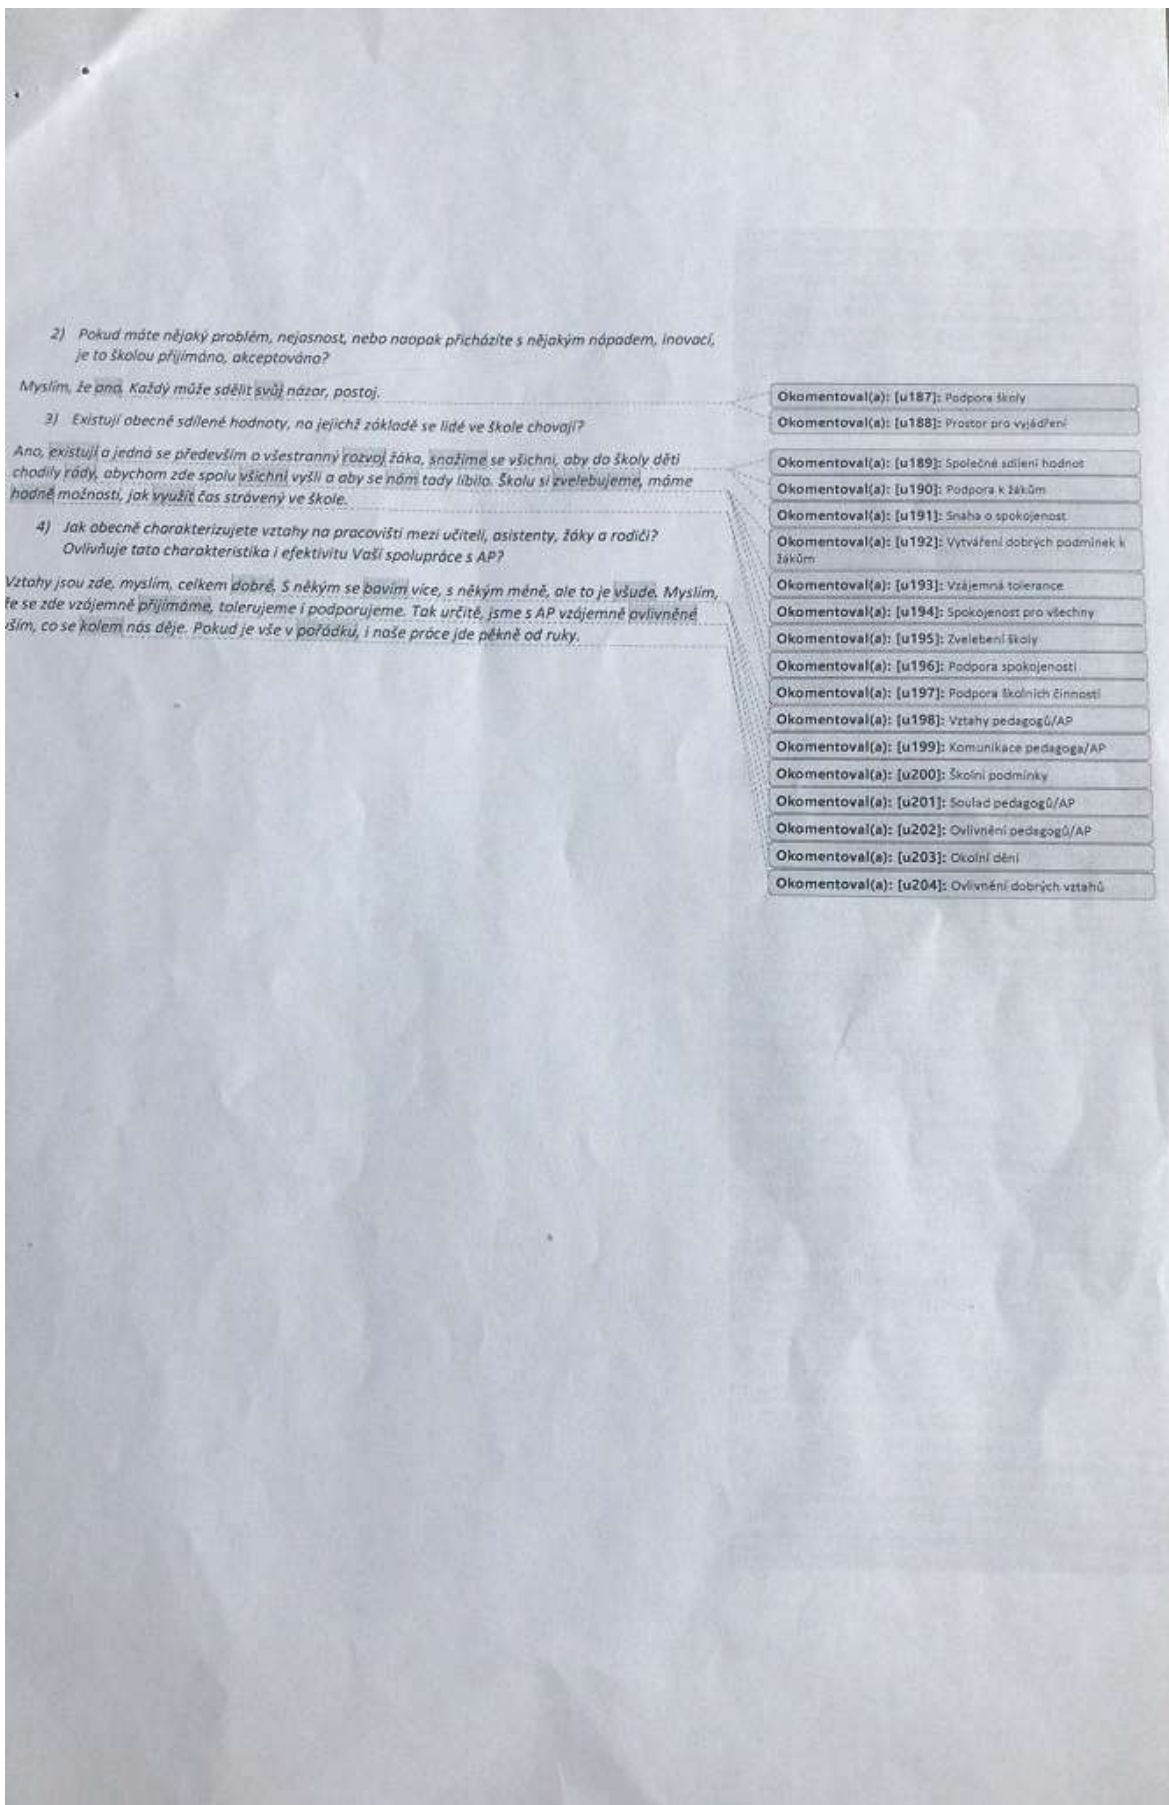 2) Pokud máte nějaký problém, nejasnost, nebo naopak přicházíte s nějakým nápadem, inovací,
je to školou přijímáno, akceptováno?
Myslím, že ano. Každý může sdělit svůj názor, postoj.
3) Existují obecně sdílené hodnoty, na jejichž základě se lidé ve škole chovají?
Ano, existují a jedná se především o všestranný rozvoj žáka, snažíme se všichni, aby do školy děti
chodily rády, abychom zde spolu všichni vyšli a aby se nám tady líbilo. Školu si zvelebujeme, máme
hodně možností, jak využít čas strávený ve škole.
4) Jak obecně charakterizujete vztahy na pracovišti mezi učiteli, asistenty, žáky a rodiči?
Ovlivňuje tato charakteristika i efektivitu Vaší spolupráce s AP?
Vztahy jsou zde, myslím, celkem dobré. S někým se bavím více, s někým méně, ale to je všude. Myslím,
že se zde vzájemně přijímáme, tolerujeme i podporujeme. Tak určitě, jsme s AP vzájemně ovlivněné
vším, co se kolem nás děje. Pokud je vše v pořádku, i naše práce jde pěkně od ruky.
Okomentoval(a): [u187]: Podpora školy
Okomentoval(a): [u188]: Prostor pro vyjádření
Okomentoval(a): [u189]: Společné sdílení hodnot
Okomentoval(a): [u190]: Podpora k žákům
Okomentoval(a): [u191]: Snaha o spokojenost
Okomentoval(a): [u192]: Vytváření dobrých podmínek k
žákům
Okomentoval(a): [u193]: Vzájemná tolerance
Okomentoval(a): [u194]: Spokojenost pro všechny
Okomentoval(a): [u195]: Zvelebení školy
Okomentoval(a): [u196]: Podpora spokojenosti
Okomentoval(a): [u197]: Podpora školních činností
Okomentoval(a): [u198]: Vztahy pedagogů/AP
Okomentoval(a): [u199]: Komunikace pedagoga/AP
Okomentoval(a): [u200]: Školní podmínky
Okomentoval(a): [u201]: Soulad pedagogů/AP
Okomentoval(a): [u202]: Ovlivnění pedagogů/AP
Okomentoval(a): [u203]: Okolní dění
Okomentoval(a): [u204]: Ovlivnění dobrých vztahů